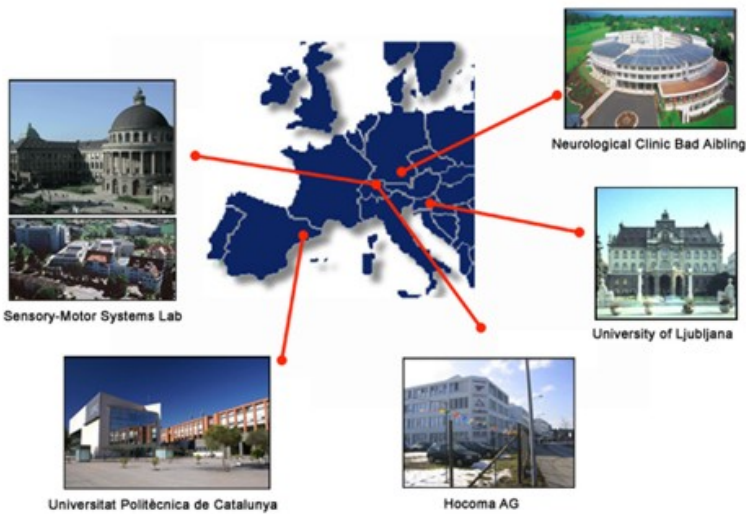 Neurological Clinic Bad Aibling
Sensory-Motor Systems Lab
University of Ljubljana
Universitat Politècnica de Catalunya
Hocoma AG